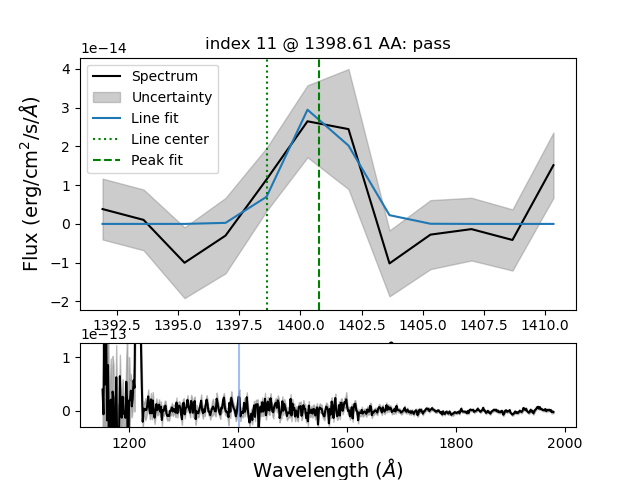 index 11 @ 1398.61 AA: pass
1e−14
Flux (erg/cm²/s/Å)
4
3
2
1
0
−1
−2
Spectrum
Uncertainty
Line fit
Line center
Peak fit
1392.5 1395.0 1397.5 1400.0 1402.5 1405.0 1407.5 1410.0
1e−13
1
0
1200 1400 1600 1800 2000
Wavelength (Å)